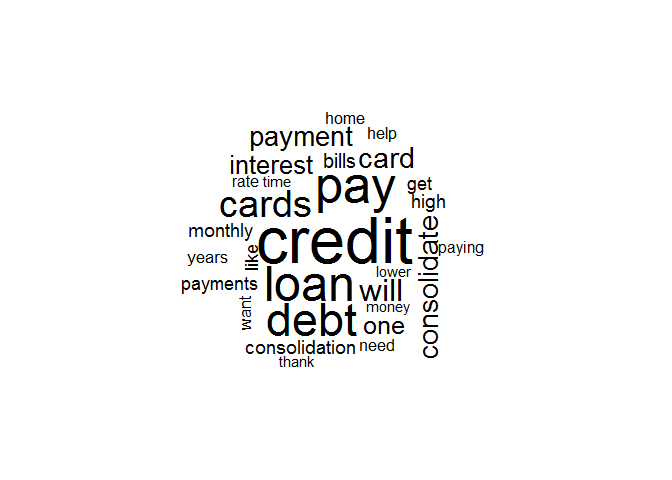 home
payment
help
interest
bills
card
rate
time
pay
get
cards
high
monthly
credit
consolidate
paying
years
like
lower
payments
loan
will
money
want
debt
one
consolidation
need
thank